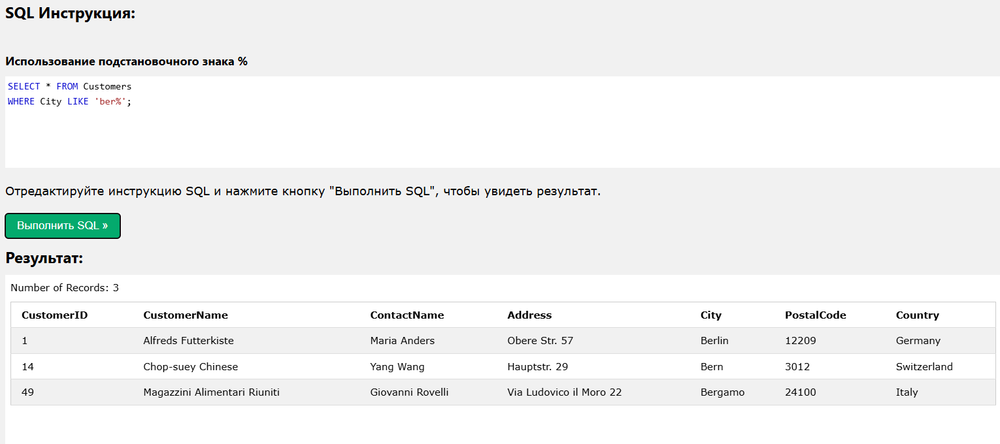 SQL Инструкция:
Использование подстановочного знака %
SELECT * FROM Customers
WHERE City LIKE 'ber%';
Отредактируйте инструкцию SQL и нажмите кнопку "Выполнить SQL", чтобы увидеть результат.
Выполнить SQL »
Результат:
Number of Records: 3
CustomerID CustomerName ContactName Address City PostalCode Country
1 Alfreds Futterkiste Maria Anders Obere Str. 57 Berlin 12209 Germany
14 Chop-suey Chinese Yang Wang Hauptstr. 29 Bern 3012 Switzerland
49 Magazzini Alimentari Riuniti Giovanni Rovelli Via Ludovico il Moro 22 Bergamo 24100 Italy